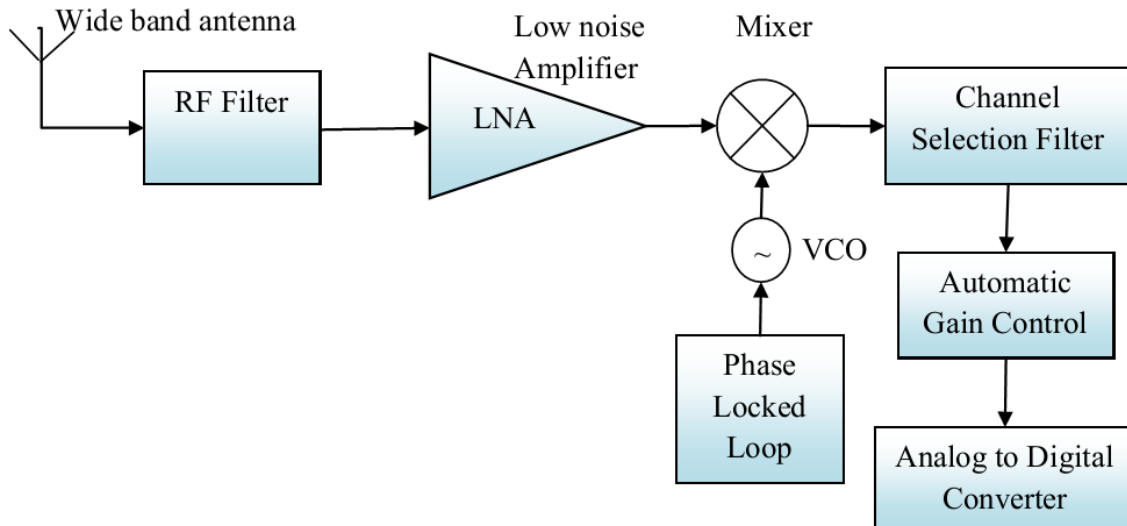 Wide band antenna
RF Filter
Low noise
Amplifier
LNA
Mixer
Channel
Selection Filter
~
VCO
Automatic
Gain Control
Phase
Locked
Loop
Analog to Digital
Converter